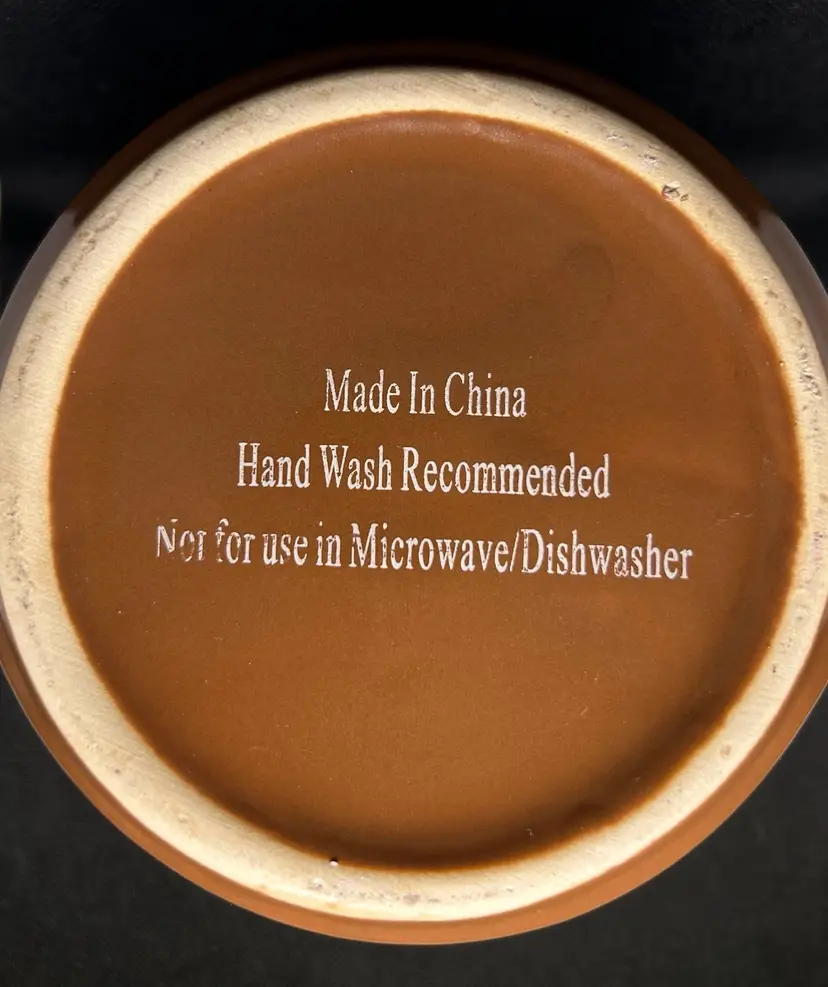 Made In China
Hand Wash Recommended
Not for use in Microwave/Dishwasher